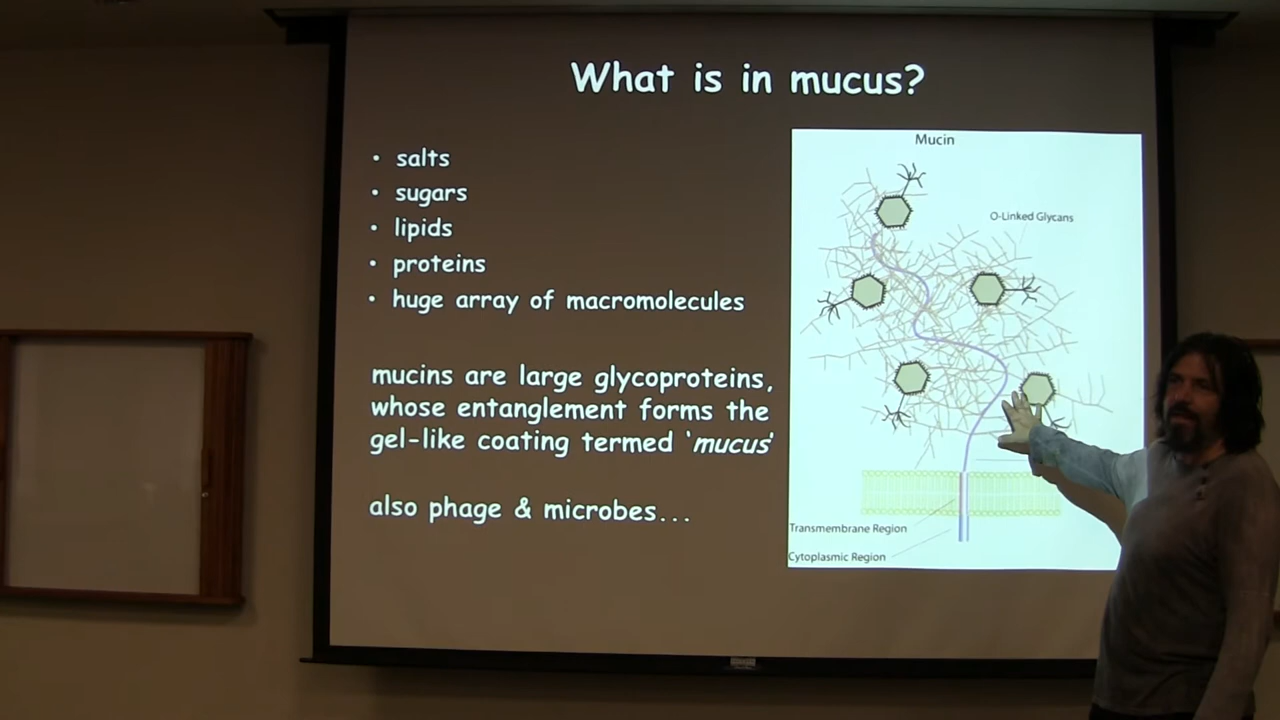 What is in mucus?
• salts
• sugars
• lipids
• proteins
• huge array of macromolecules
mucins are large glycoproteins,
whose entanglement forms the
gel-like coating termed 'mucus'
also phage & microbes...
Mucin
O-Linked Glycans
Transmembrane Region
Cytoplasmic Region